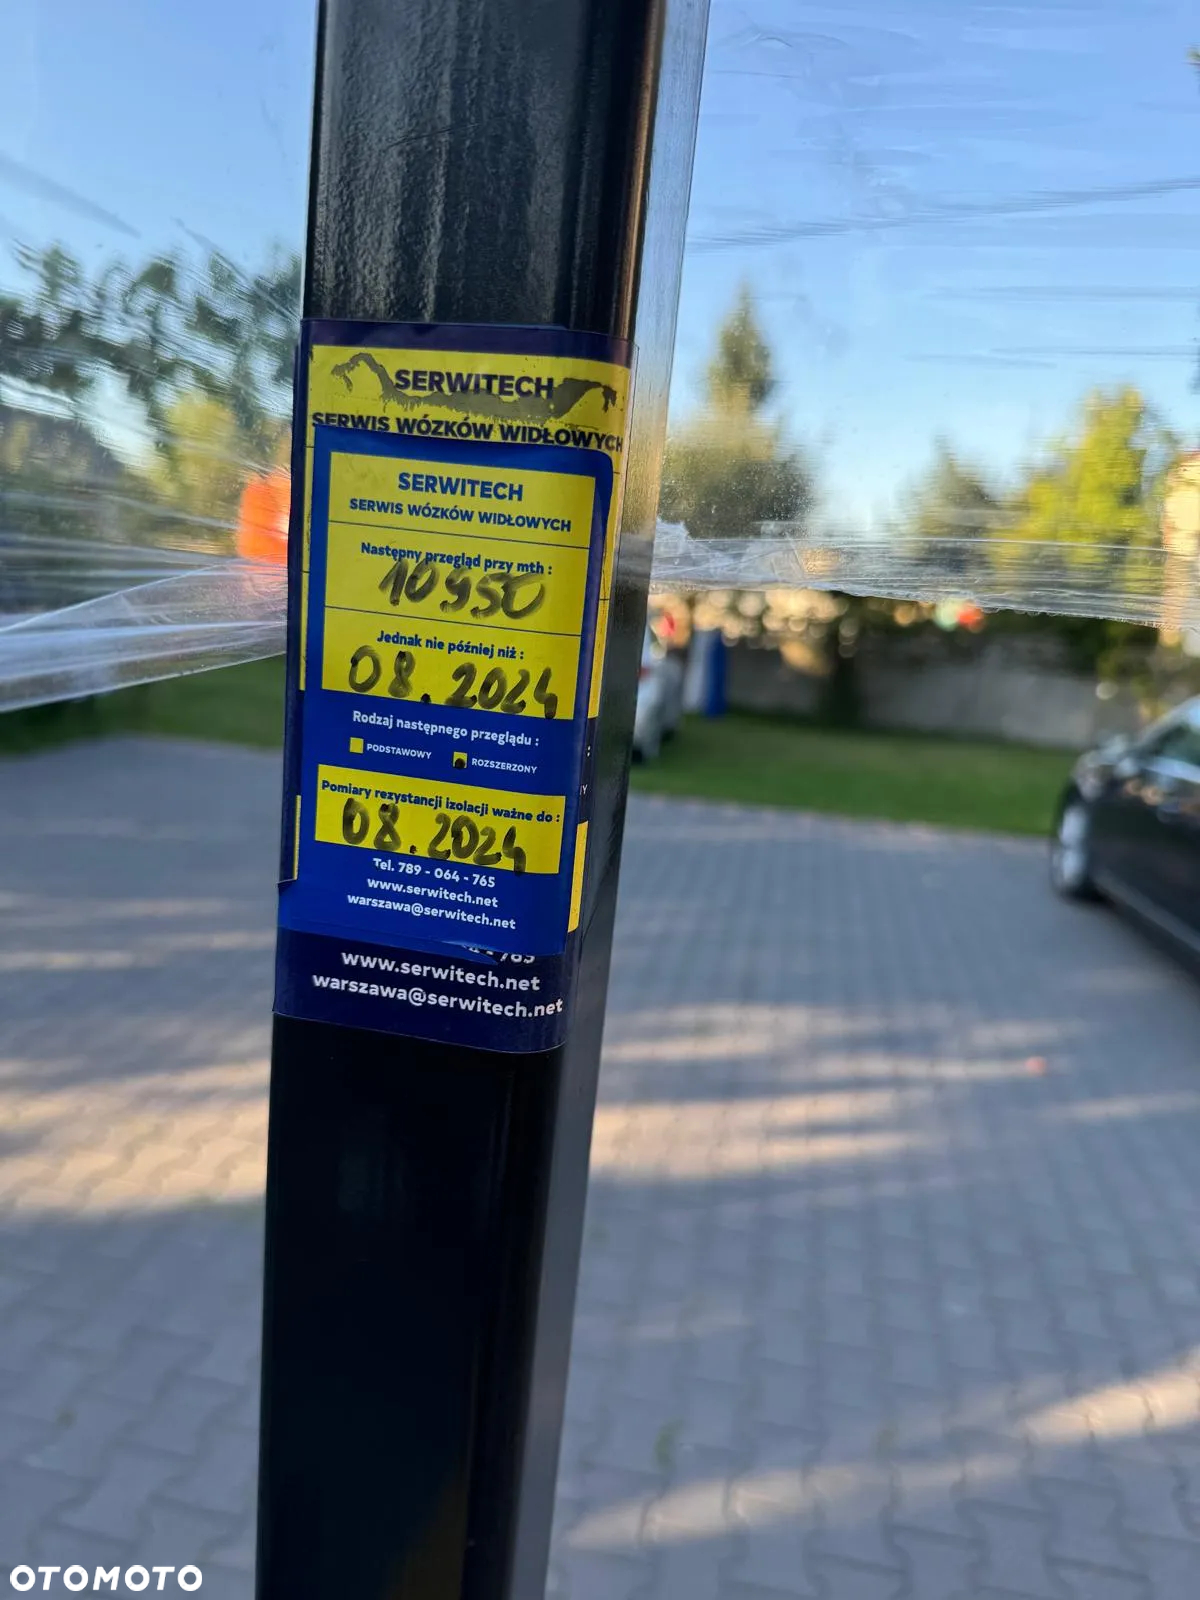 SERWITECH
SERWIS WÓZKÓW WIDŁOWYCH
SERWITECH
SERWIS WÓZKÓW WIDŁOWYCH
Następny przegląd przy mth :
10950
Jednak nie później niż :
08.2024
Rodzaj następnego przeglądu :
PODSTAWOWY ROZSZERZONY
Pomiary rezystancji izolacji ważne do :
08.2024
Tel. 789 - 064 - 765
www.serwitech.net
warszawa@serwitech.net
www.serwitech.net
warszawa@serwitech.net
OTOMOTO